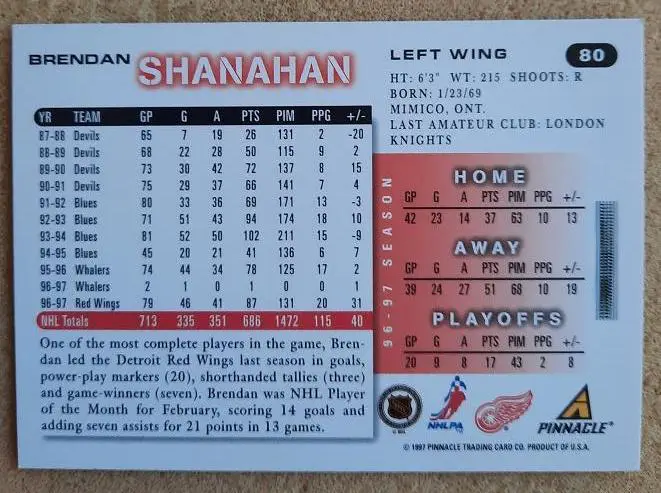 BRENDAN SHANAHAN
YR TEAM GP G A PTS PIM PPG +/-
87-88 Devils 65 7 19 26 131 2 -20
88-89 Devils 68 22 28 50 115 9 2
89-90 Devils 73 30 42 72 137 8 15
90-91 Devils 75 29 37 66 141 7 4
91-92 Blues 80 33 36 69 171 13 -3
92-93 Blues 71 51 43 94 174 18 10
93-94 Blues 81 52 50 102 211 15 -9
94-95 Blues 45 20 21 41 136 6 7
95-96 Whalers 74 44 34 78 125 17 2
96-97 Whalers 2 1 0 1 0 0 1
96-97 Red Wings 79 46 41 87 131 20 31
NHL Totals 713 335 351 686 1472 115 40
One of the most complete players in the game, Bren-
dan led the Detroit Red Wings last season in goals,
power-play markers (20), shorthanded tallies (three)
and game-winners (seven). Brendan was NHL Player
of the Month for February, scoring 14 goals and
adding seven assists for 21 points in 13 games.
LEFT WING 80
HT: 6'3" WT: 215 SHOOTS: R
BORN: 1/23/69
MIMICO, ONT.
LAST AMATEUR CLUB: LONDON
KNIGHTS
96-97 SEASON
HOME
GP G A PTS PIM PPG +/-
42 23 14 37 63 10 13
AWAY
GP G A PTS PIM PPG +/-
39 24 27 51 68 10 19
PLAYOFFS
GP G A PTS PIM PPG +/-
20 9 8 17 43 2 8
NHL
NHLPA
PINNACLE
© 1997 PINNACLE TRADING CARD CO. PRODUCT OF U.S.A.